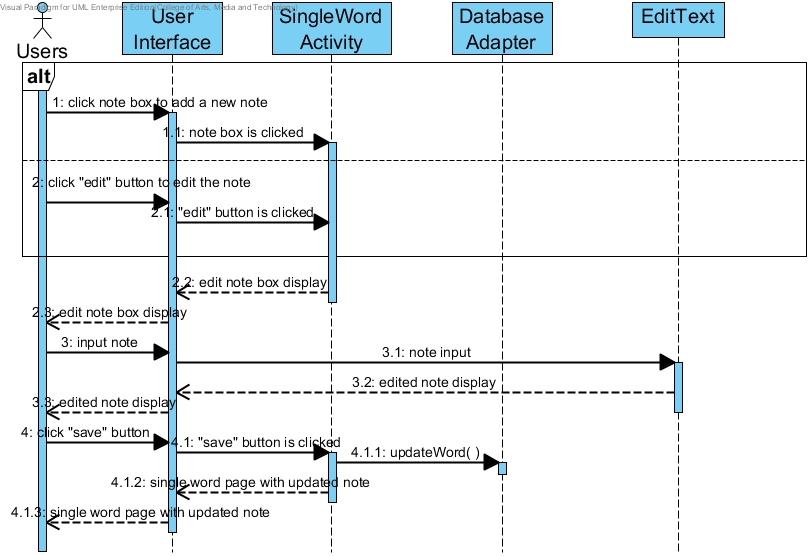 Visual Paradigm for UML Enterprise Edition(College of Arts, Media and Technology)
Users
User
Interface
SingleWord
Activity
Database
Adapter
EditText
alt
1: click note box to add a new note
1.1: note box is clicked
2: click "edit" button to edit the note
2.1: "edit" button is clicked
2.2: edit note box display
2.3: edit note box display
3: input note
3.1: note input
3.2: edited note display
3.3: edited note display
4: click "save" button
4.1: "save" button is clicked
4.1.1: updateWord( )
4.1.2: single word page with updated note
4.1.3: single word page with updated note